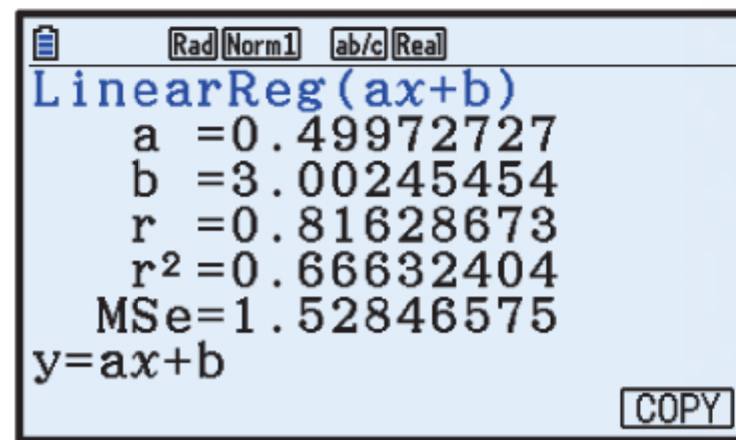 Rad Norm1 ab/c Real
LinearReg(ax+b)
a =0.49972727
b =3.00245454
r =0.81628673
r²=0.66632404
MSe=1.52846575
y=ax+b
COPY